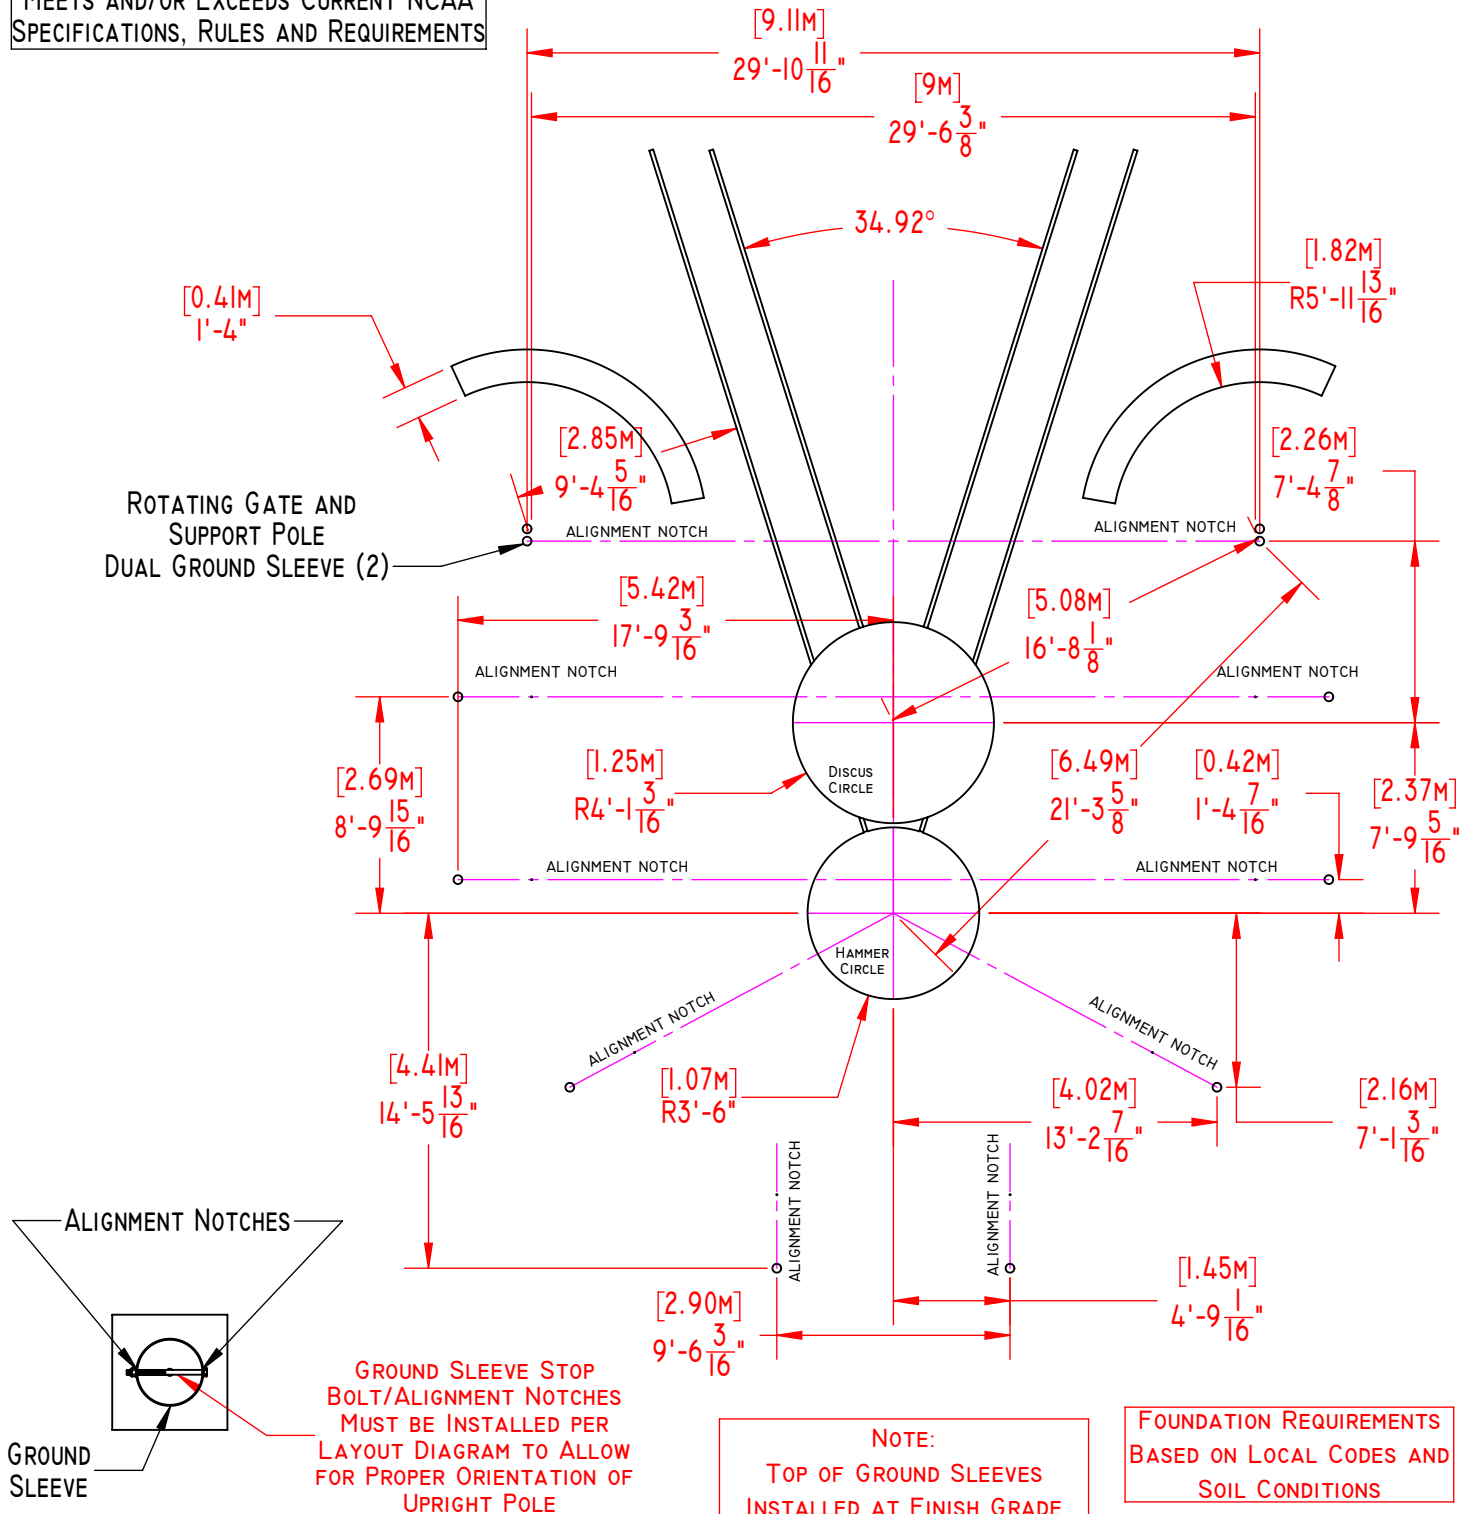 MEETS AND/OR EXCEEDS CURRENT NCAA
SPECIFICATIONS, RULES AND REQUIREMENTS
[9.11M]
29'-10 11/16"
[9M]
29'-6 3/8"
34.92°
[1.82M]
R5'-11 13/16"
[0.41M]
1'-4"
[2.85M]
9'-4 5/16"
[2.26M]
7'-4 7/8"
ROTATING GATE AND
SUPPORT POLE
DUAL GROUND SLEEVE (2)
ALIGNMENT NOTCH
ALIGNMENT NOTCH
[5.42M]
17'-9 3/16"
[5.08M]
16'-8 1/8"
ALIGNMENT NOTCH
ALIGNMENT NOTCH
[2.69M]
8'-9 15/16"
[1.25M]
R4'-1 3/16"
DISCUS
CIRCLE
[6.49M]
21'-3 5/8"
[0.42M]
1'-4 7/16"
[2.37M]
7'-9 5/16"
ALIGNMENT NOTCH
ALIGNMENT NOTCH
HAMMER
CIRCLE
ALIGNMENT NOTCH
ALIGNMENT NOTCH
[4.41M]
14'-5 13/16"
[1.07M]
R3'-6"
[4.02M]
13'-2 7/16"
[2.16M]
7'-1 3/16"
ALIGNMENT NOTCH
ALIGNMENT NOTCH
[2.90M]
9'-6 3/16"
[1.45M]
4'-9 1/16"
ALIGNMENT NOTCHES
GROUND
SLEEVE
GROUND SLEEVE STOP
BOLT/ALIGNMENT NOTCHES
MUST BE INSTALLED PER
LAYOUT DIAGRAM TO ALLOW
FOR PROPER ORIENTATION OF
UPRIGHT POLE
NOTE:
TOP OF GROUND SLEEVES
INSTALLED AT FINISH GRADE
FOUNDATION REQUIREMENTS
BASED ON LOCAL CODES AND
SOIL CONDITIONS